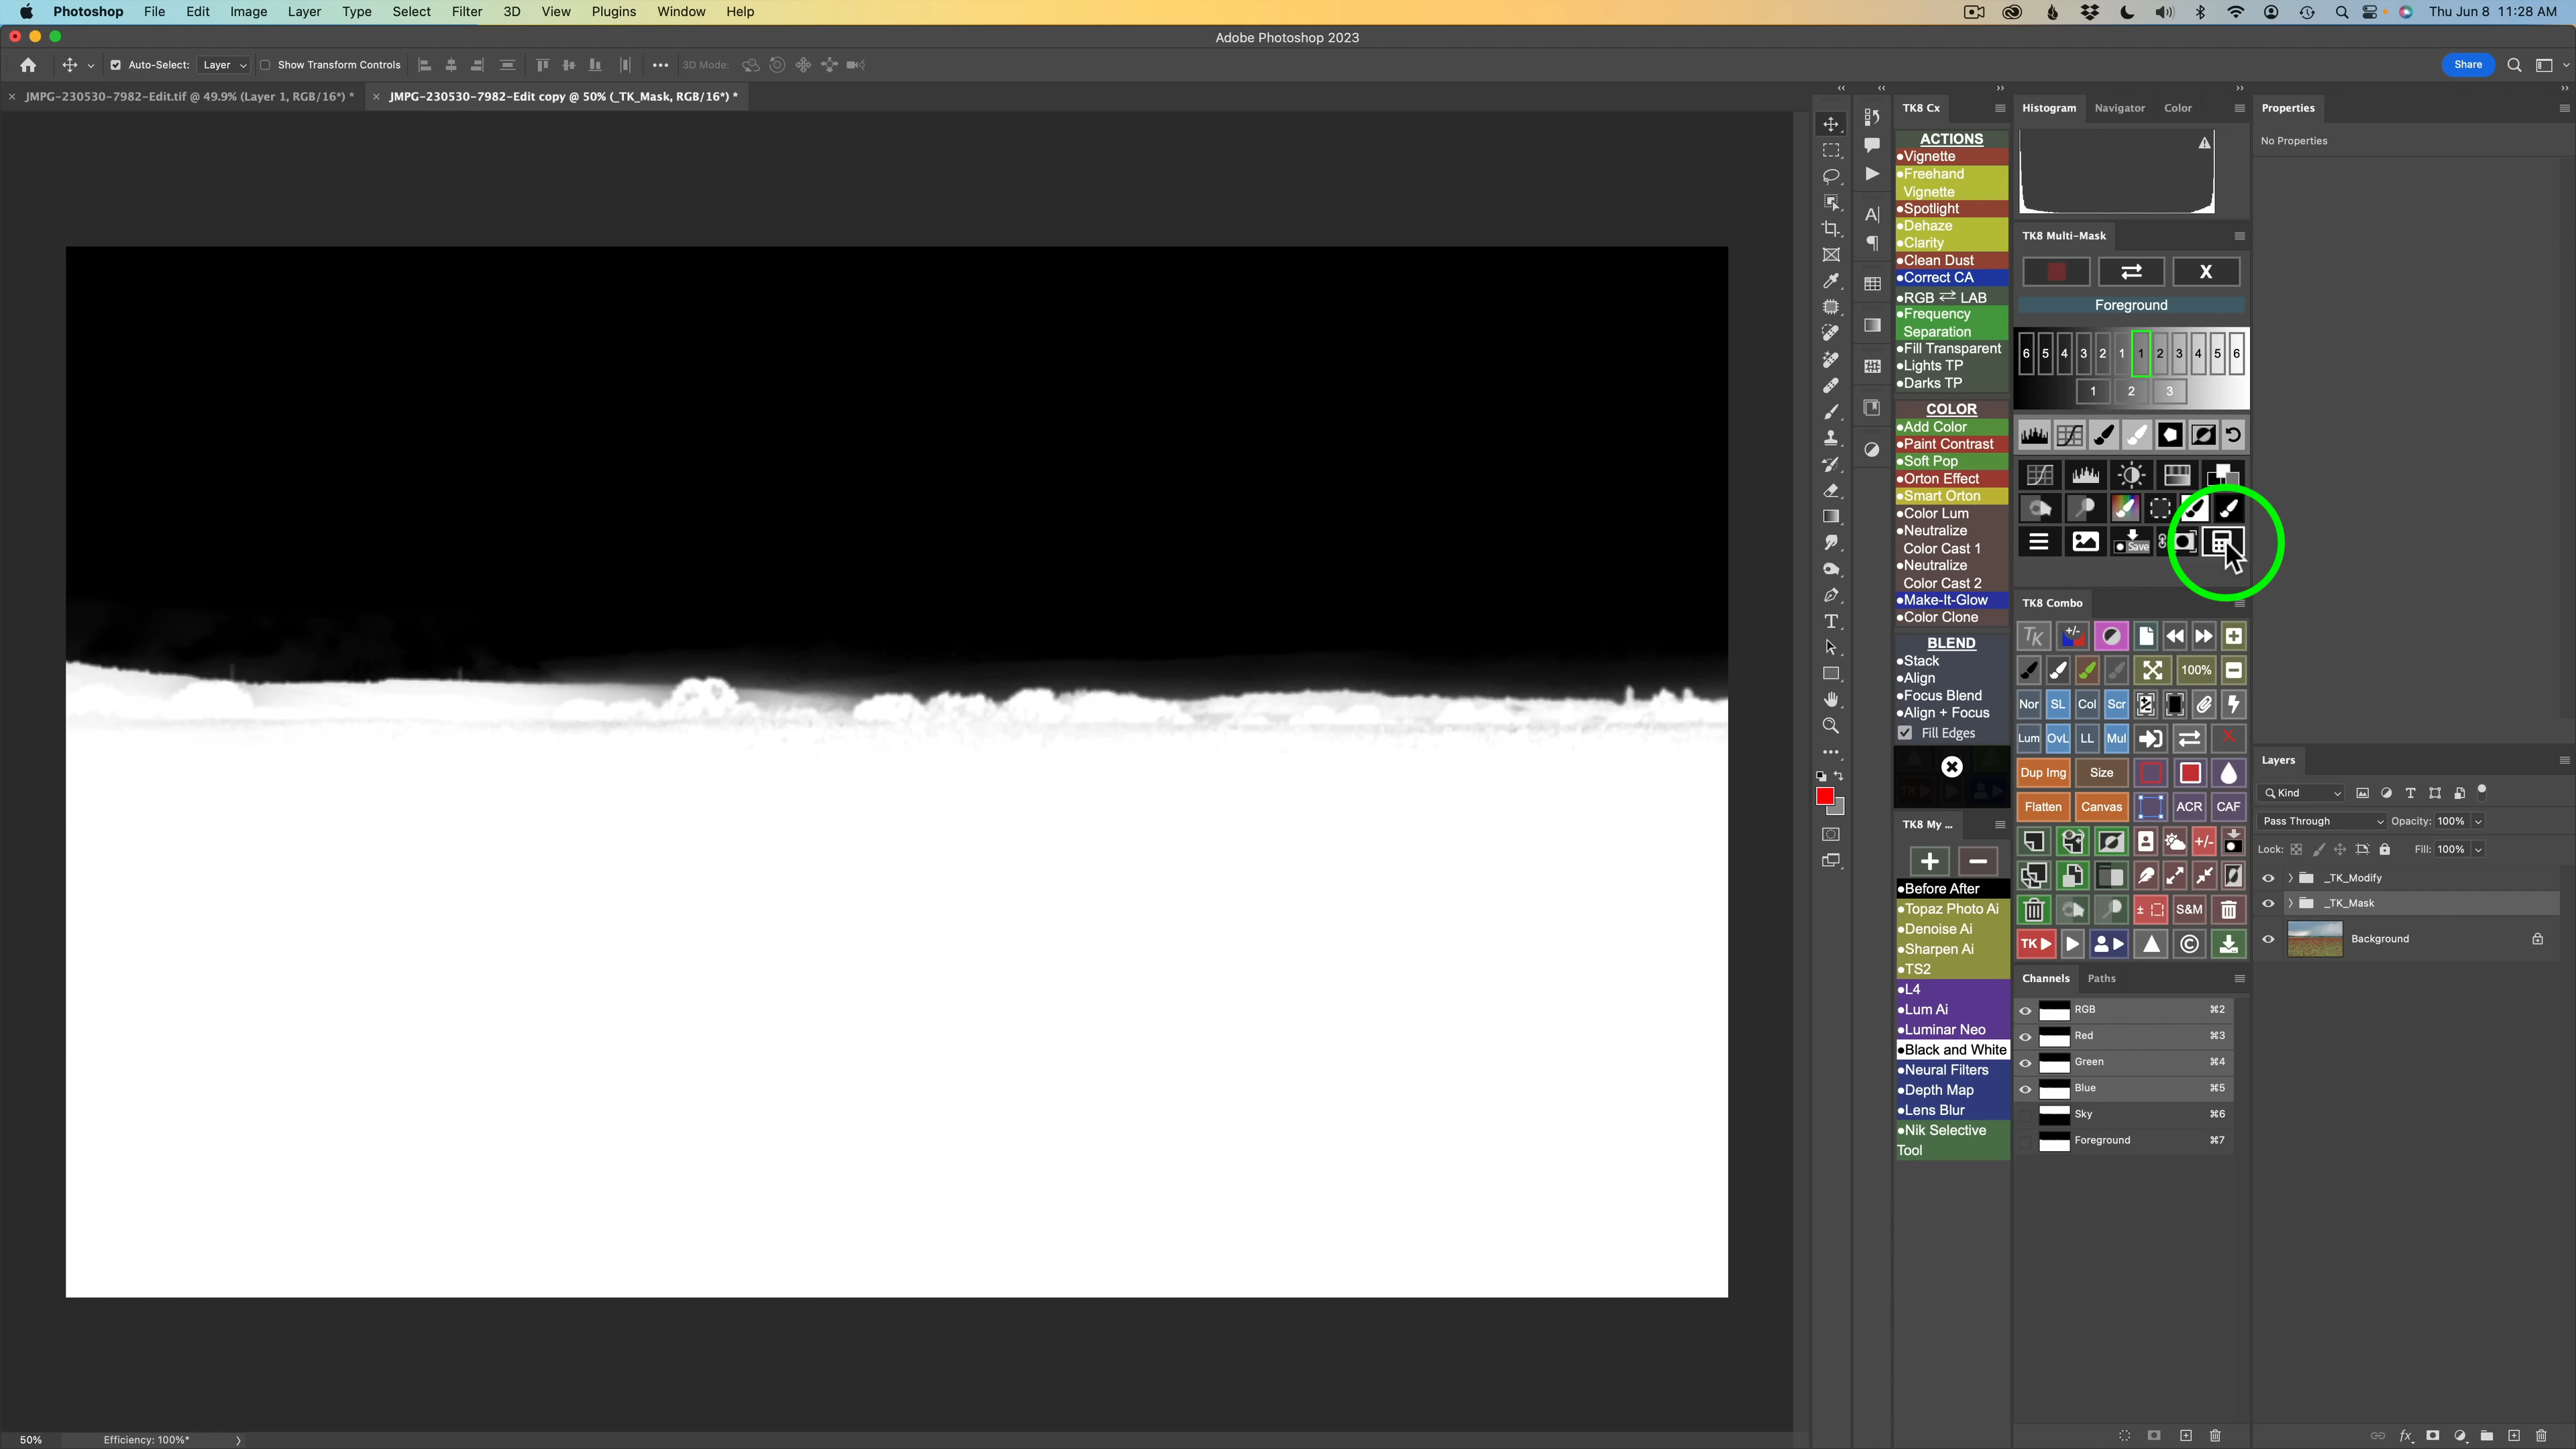 Photoshop File Edit Image Layer Type Select Filter 3D View Plugins Window Help Thu Jun 8 11:28 AM
Adobe Photoshop 2023
Auto-Select: Layer Show Transform Controls 3D Mode: Share
JMPG-230530-7982-Edit.tif @ 49.9% (Layer 1, RGB/16*) * JMPG-230530-7982-Edit copy @ 50% (_TK_Mask, RGB/16*) *
TK8 Cx
ACTIONS
Vignette
Freehand
Vignette
Spotlight
Dehaze
Clarity
Clean Dust
Correct CA
RGB ⇄ LAB
Frequency
Separation
Fill Transparent
Lights TP
Darks TP
COLOR
Add Color
Paint Contrast
Soft Pop
Orton Effect
Smart Orton
Color Lum
Neutralize
Color Cast 1
Neutralize
Color Cast 2
Make-It-Glow
Color Clone
BLEND
Stack
Align
Focus Blend
Align + Focus
Fill Edges
TK8 My ...
Before After
Topaz Photo Ai
Denoise Ai
Sharpen Ai
TS2
L4
Lum Ai
Luminar Neo
Black and White
Neural Filters
Depth Map
Lens Blur
Nik Selective
Tool
Histogram Navigator Color
TK8 Multi-Mask
X
Foreground
6 5 4 3 2 1 1 2 3 4 5 6
1 2 3
Save
TK8 Combo
TK +/-
100%
Nor SL Col Scr
Lum OvL LL Mul X
Dup Img Size
Flatten Canvas ACR CAF
+/-
± S&M
TK ©
Channels Paths
RGB ⌘2
Red ⌘3
Green ⌘4
Blue ⌘5
Sky ⌘6
Foreground ⌘7
Properties
No Properties
Layers
Kind
Pass Through Opacity: 100%
Lock: Fill: 100%
_TK_Modify
_TK_Mask
Background
fx
50% Efficiency: 100%*